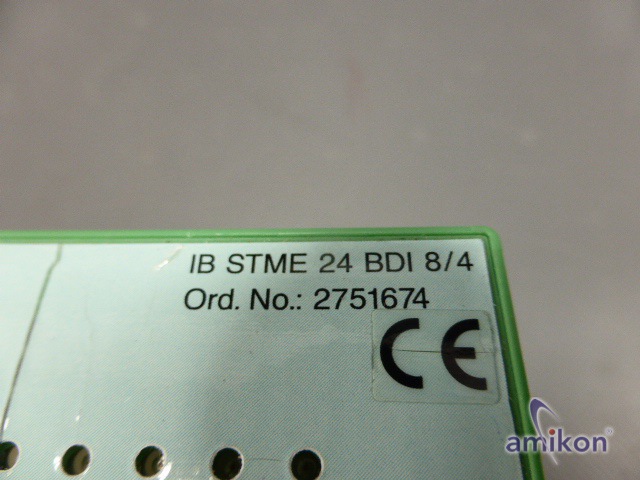 IB STME 24 BDI 8/4
Ord. No.: 2751674
CE
amikon®